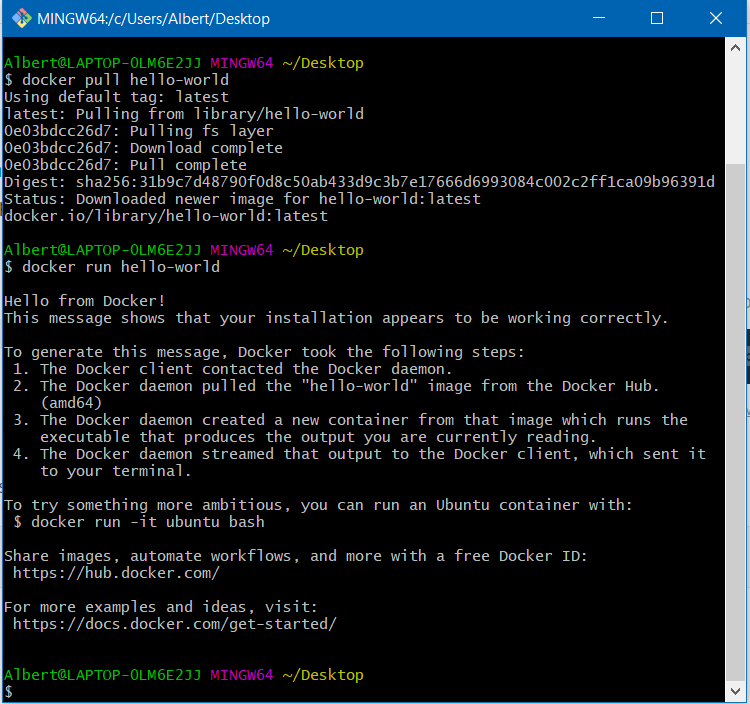 MINGW64:/c/Users/Albert/Desktop
Albert@LAPTOP-0LM6E2JJ MINGW64 ~/Desktop
$ docker pull hello-world
Using default tag: latest
latest: Pulling from library/hello-world
0e03bdcc26d7: Pulling fs layer
0e03bdcc26d7: Download complete
0e03bdcc26d7: Pull complete
Digest: sha256:31b9c7d48790f0d8c50ab433d9c3b7e17666d6993084c002c2ff1ca09b96391d
Status: Downloaded newer image for hello-world:latest
docker.io/library/hello-world:latest
Albert@LAPTOP-0LM6E2JJ MINGW64 ~/Desktop
$ docker run hello-world
Hello from Docker!
This message shows that your installation appears to be working correctly.
To generate this message, Docker took the following steps:
 1. The Docker client contacted the Docker daemon.
 2. The Docker daemon pulled the "hello-world" image from the Docker Hub.
    (amd64)
 3. The Docker daemon created a new container from that image which runs the
    executable that produces the output you are currently reading.
 4. The Docker daemon streamed that output to the Docker client, which sent it
    to your terminal.
To try something more ambitious, you can run an Ubuntu container with:
 $ docker run -it ubuntu bash
Share images, automate workflows, and more with a free Docker ID:
 https://hub.docker.com/
For more examples and ideas, visit:
 https://docs.docker.com/get-started/
Albert@LAPTOP-0LM6E2JJ MINGW64 ~/Desktop
$